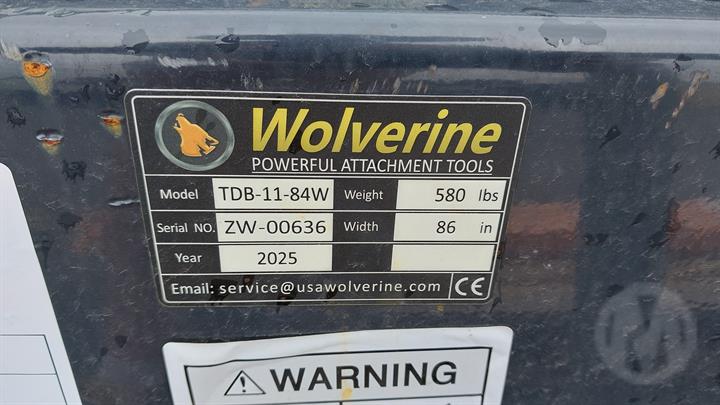 Wolverine
POWERFUL ATTACHMENT TOOLS
Model TDB-11-84W Weight 580 lbs
Serial NO. ZW-00636 Width 86 in
Year 2025
Email: service@usawolverine.com CE
WARNING